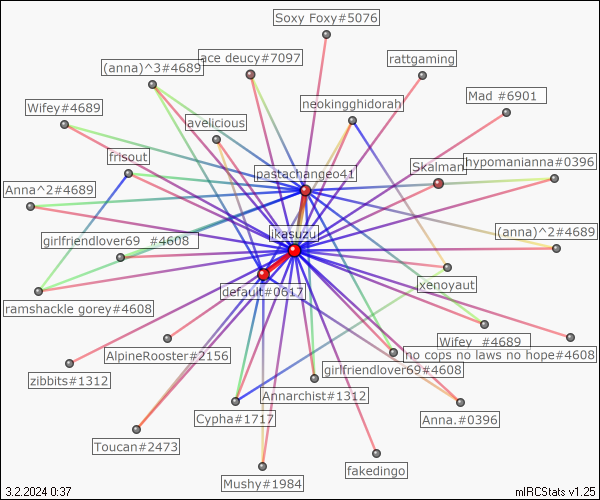 Soxy Foxy#5076
ace deucy#7097
rattgaming
(anna)^3#4689
Mad #6901
Wifey#4689
neokingghidorah
avelicious
frisout
pastachangeo41
Skalman
hypomanianna#0396
Anna^2#4689
girlfriendlover69 #4608
ikasuzu
(anna)^2#4689
xenoyaut
default#0617
ramshackle gorey#4608
Wifey #4689
AlpineRooster#2156
no cops no laws no hope#4608
girlfriendlover69#4608
zibbits#1312
Annarchist#1312
Cypha#1717
Anna.#0396
Toucan#2473
fakedingo
Mushy#1984
3.2.2024 0:37
mIRCStats v1.25